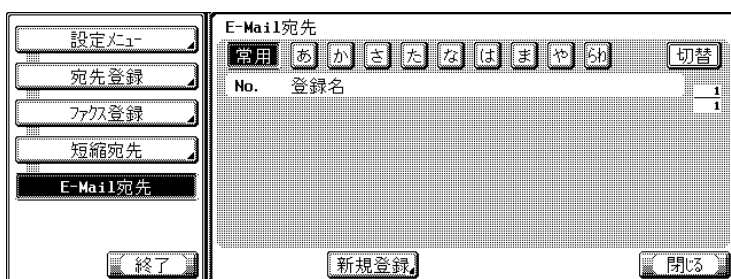 設定メニュー
宛先登録
ファクス登録
短縮宛先
E-Mail宛先
終了
E-Mail宛先
常用 あ か さ た な は ま や らわ 切替
No. 登録名
1
1
新規登録 閉じる